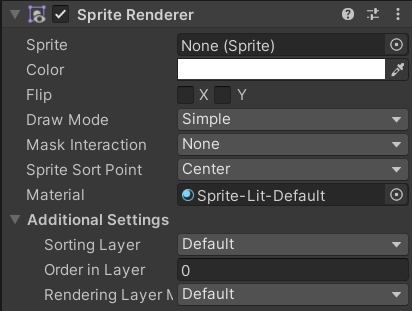 Sprite Renderer
Sprite None (Sprite)
Color
Flip X Y
Draw Mode Simple
Mask Interaction None
Sprite Sort Point Center
Material Sprite-Lit-Default
Additional Settings
Sorting Layer Default
Order in Layer 0
Rendering Layer Default